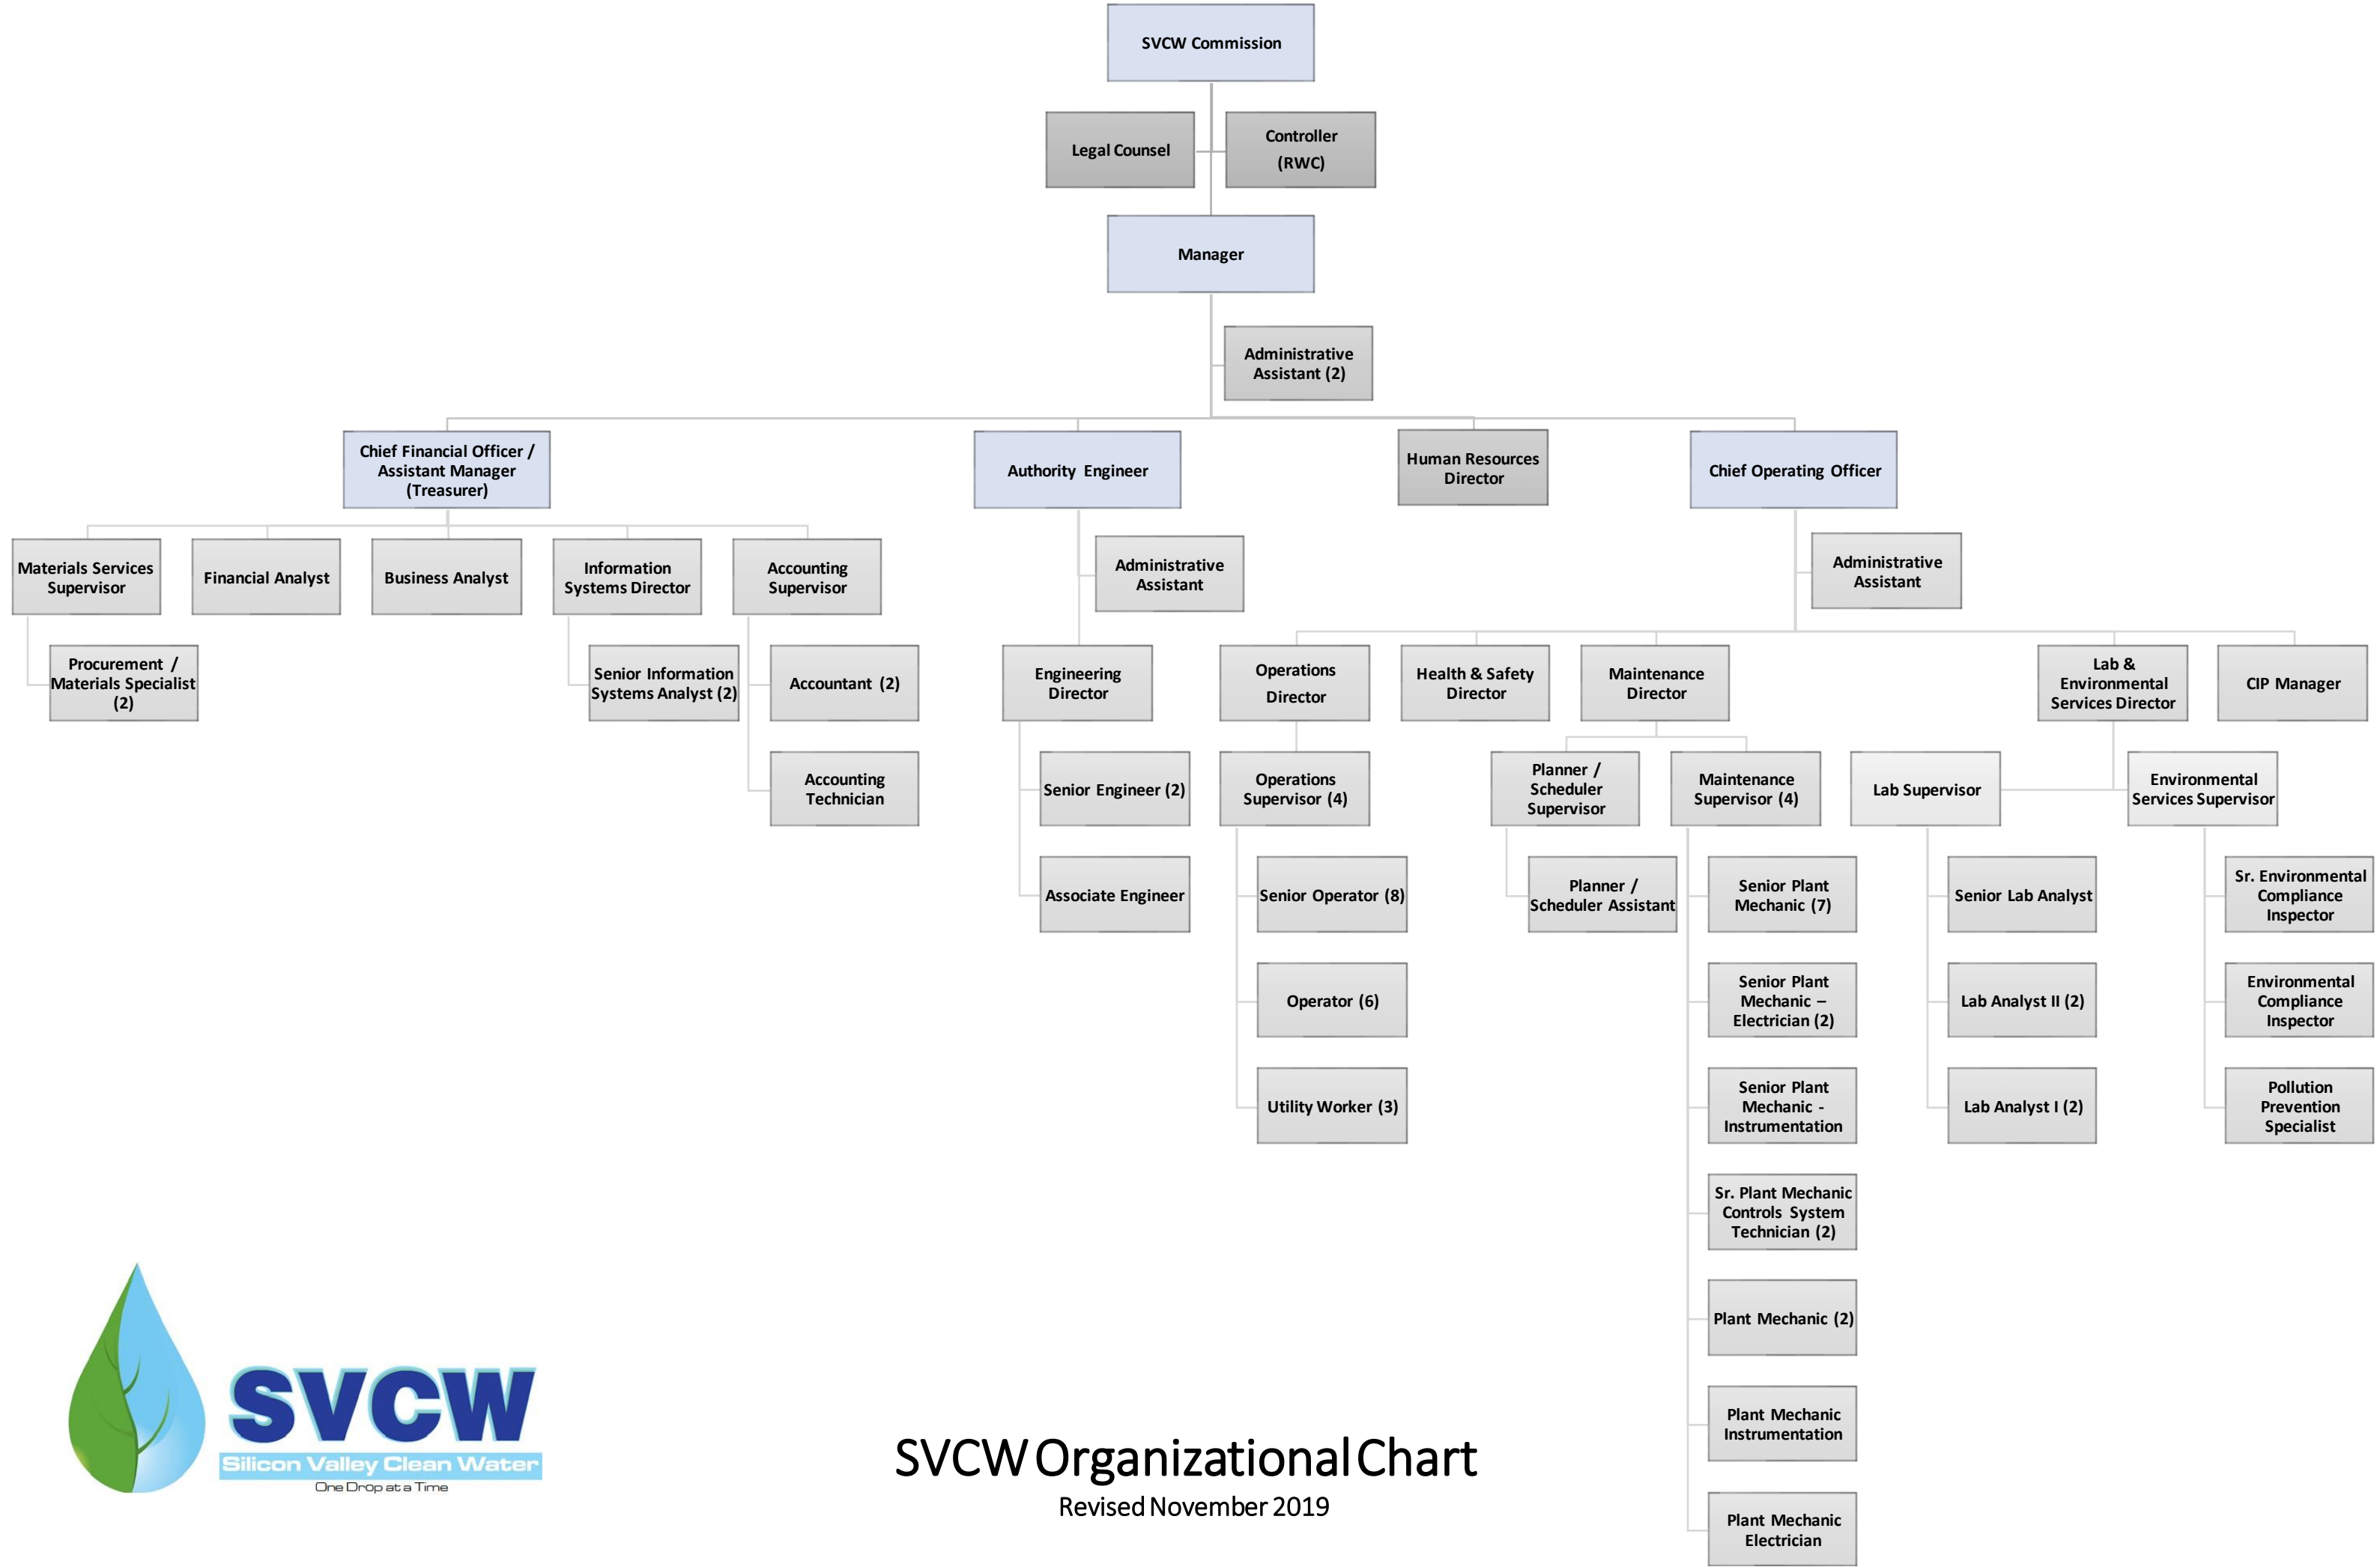 SVCW Commission
Legal Counsel
Controller
(RWC)
Manager
Administrative
Assistant (2)
Chief Financial Officer /
Assistant Manager
(Treasurer)
Authority Engineer
Human Resources
Director
Chief Operating Officer
Materials Services
Supervisor
Financial Analyst
Business Analyst
Information
Systems Director
Accounting
Supervisor
Administrative
Assistant
Administrative
Assistant
Procurement /
Materials Specialist
(2)
Senior Information
Systems Analyst (2)
Accountant (2)
Accounting
Technician
Engineering
Director
Senior Engineer (2)
Associate Engineer
Operations
Director
Operations
Supervisor (4)
Senior Operator (8)
Operator (6)
Utility Worker (3)
Health & Safety
Director
Maintenance
Director
Planner /
Scheduler
Supervisor
Planner /
Scheduler Assistant
Maintenance
Supervisor (4)
Senior Plant
Mechanic (7)
Senior Plant
Mechanic –
Electrician (2)
Senior Plant
Mechanic -
Instrumentation
Sr. Plant Mechanic
Controls System
Technician (2)
Plant Mechanic (2)
Plant Mechanic
Instrumentation
Plant Mechanic
Electrician
Lab &
Environmental
Services Director
CIP Manager
Lab Supervisor
Senior Lab Analyst
Lab Analyst II (2)
Lab Analyst I (2)
Environmental
Services Supervisor
Sr. Environmental
Compliance
Inspector
Environmental
Compliance
Inspector
Pollution
Prevention
Specialist
SVCW
Silicon Valley Clean Water
One Drop at a Time
SVCW Organizational Chart
Revised November 2019